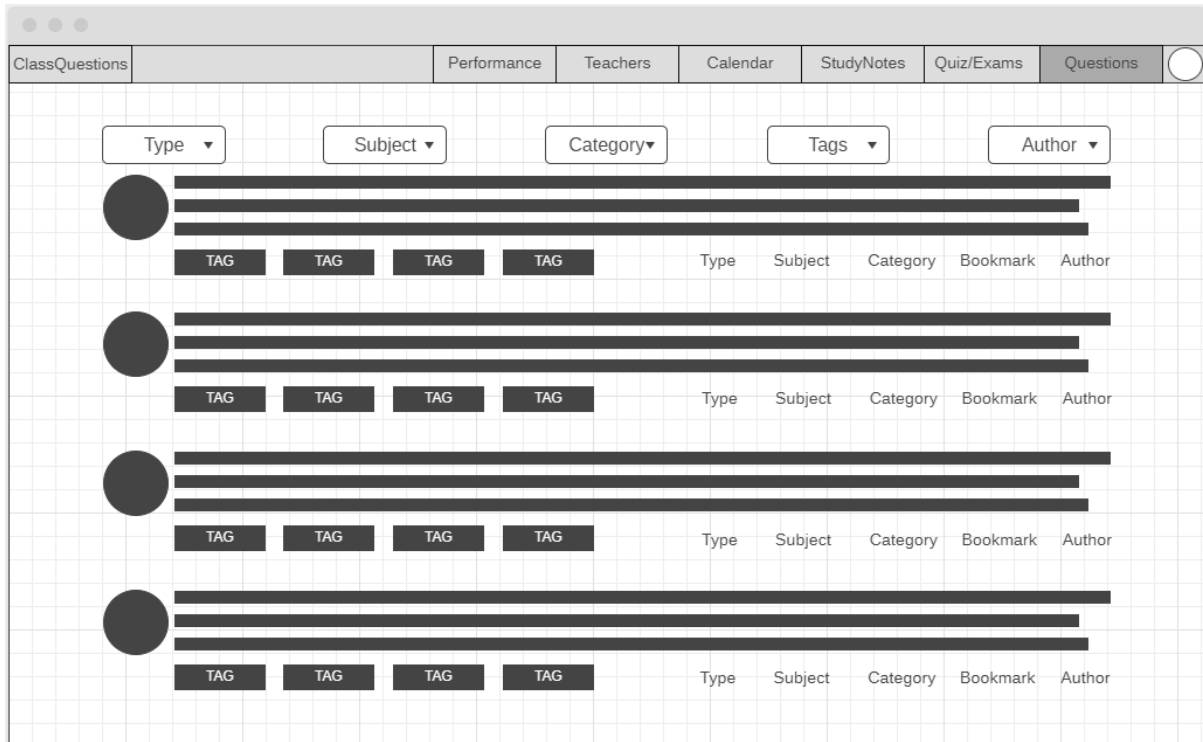 ClassQuestions Performance Teachers Calendar StudyNotes Quiz/Exams Questions
Type Subject Category Tags Author
TAG TAG TAG TAG Type Subject Category Bookmark Author
TAG TAG TAG TAG Type Subject Category Bookmark Author
TAG TAG TAG TAG Type Subject Category Bookmark Author
TAG TAG TAG TAG Type Subject Category Bookmark Author